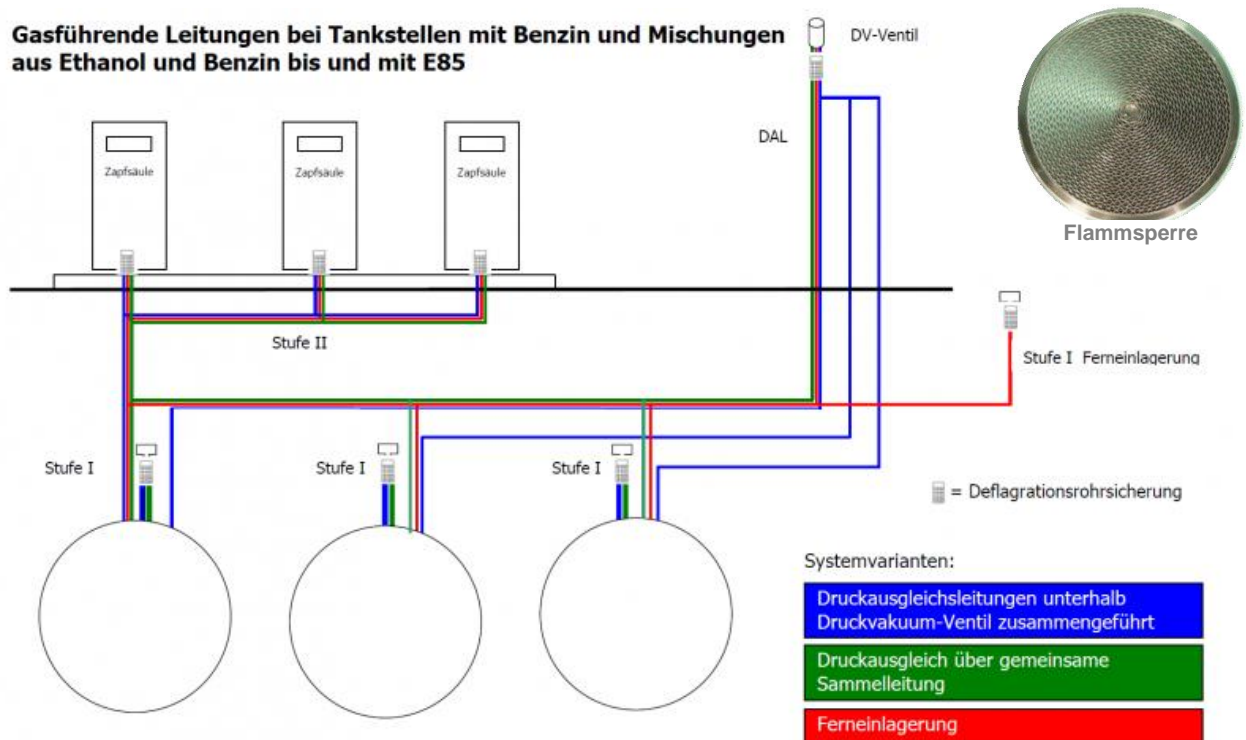 Gasführende Leitungen bei Tankstellen mit Benzin und Mischungen
aus Ethanol und Benzin bis und mit E85
DV-Ventil
DAL
Flammsperre
Zapfsäule
Zapfsäule
Zapfsäule
Stufe II
Stufe I Ferneinlagerung
Stufe I
Stufe I
Stufe I
= Deflagrationsrohrsicherung
Systemvarianten:
Druckausgleichsleitungen unterhalb
Druckvakuum-Ventil zusammengeführt
Druckausgleich über gemeinsame
Sammelleitung
Ferneinlagerung